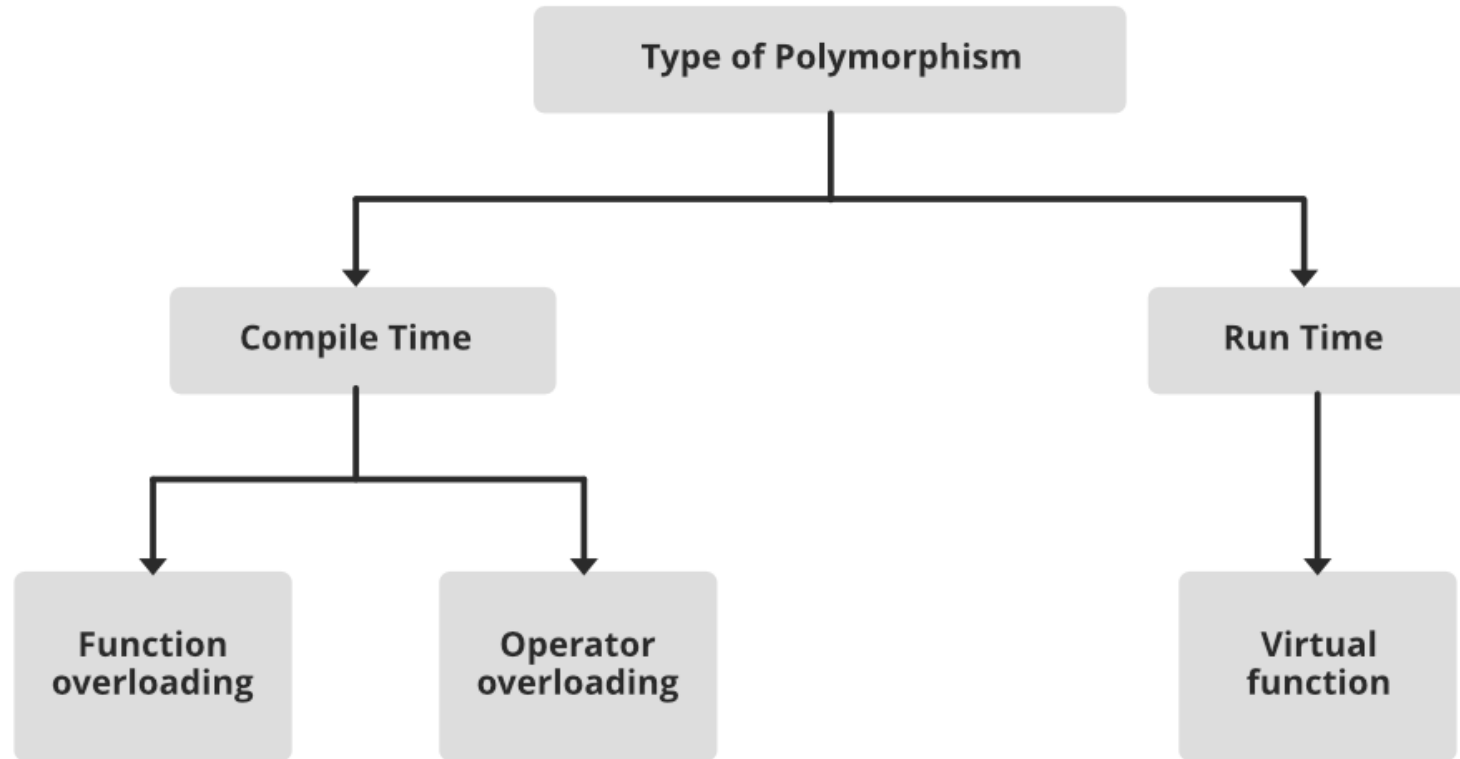 Type of Polymorphism
Compile Time
Run Time
Function
overloading
Operator
overloading
Virtual
function